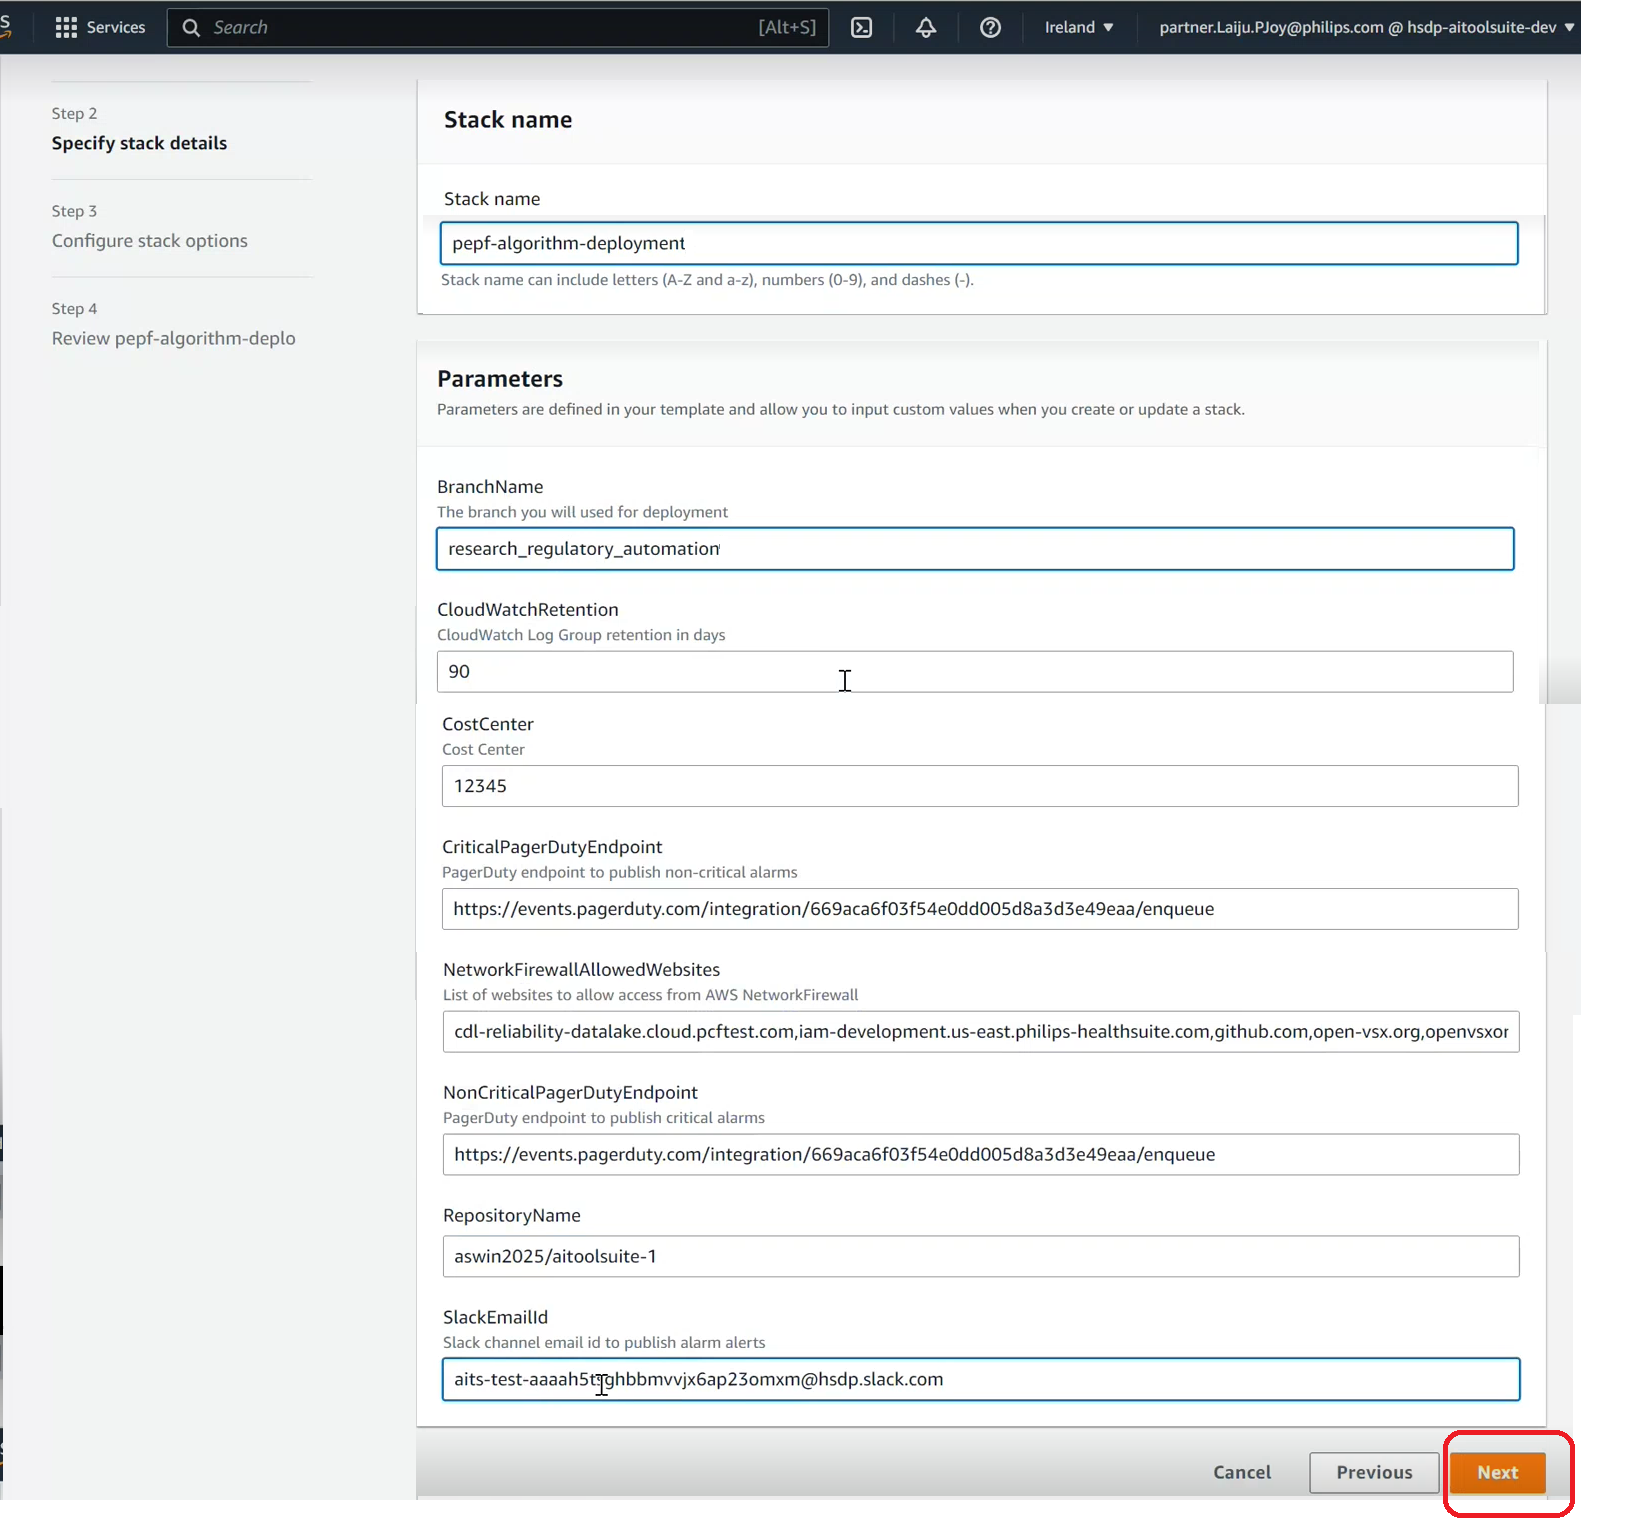 Services
Search
[Alt+S]
Ireland ▼
partner.Laiju.PJoy@philips.com @ hsdp-aitoolsuite-dev ▼
Step 2
Specify stack details
Step 3
Configure stack options
Step 4
Review pepf-algorithm-deplo
Stack name
Stack name
pepf-algorithm-deployment
Stack name can include letters (A-Z and a-z), numbers (0-9), and dashes (-).
Parameters
Parameters are defined in your template and allow you to input custom values when you create or update a stack.
BranchName
The branch you will used for deployment
research_regulatory_automation
CloudWatchRetention
CloudWatch Log Group retention in days
90
CostCenter
Cost Center
12345
CriticalPagerDutyEndpoint
PagerDuty endpoint to publish non-critical alarms
https://events.pagerduty.com/integration/669aca6f03f54e0dd005d8a3d3e49eaa/enqueue
NetworkFirewallAllowedWebsites
List of websites to allow access from AWS NetworkFirewall
cdl-reliability-datalake.cloud.pcftest.com,iam-development.us-east.philips-healthsuite.com,github.com,open-vsx.org,openvsxor
NonCriticalPagerDutyEndpoint
PagerDuty endpoint to publish critical alarms
https://events.pagerduty.com/integration/669aca6f03f54e0dd005d8a3d3e49eaa/enqueue
RepositoryName
aswin2025/aitoolsuite-1
SlackEmailId
Slack channel email id to publish alarm alerts
Cancel
Previous
Next